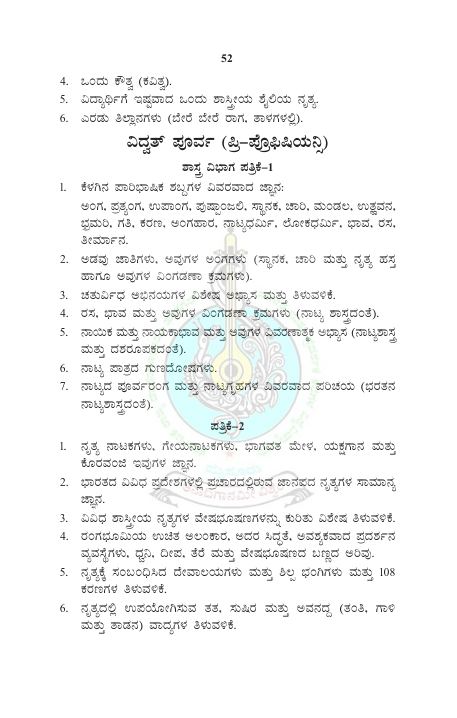 52
4. ಒಂದು ಕೌತ್ವ (ಕವಿತ್ವ).
5. ವಿದ್ಯಾರ್ಥಿಗೆ ಇಷ್ಟವಾದ ಒಂದು ಶಾಸ್ತ್ರೀಯ ಶೈಲಿಯ ನೃತ್ಯ.
6. ಎರಡು ತಿಲ್ಲಾನಗಳು (ಬೇರೆ ಬೇರೆ ರಾಗ, ತಾಳಗಳಲ್ಲಿ).
ವಿದ್ವತ್ ಪೂರ್ವ (ಪ್ರಿ-ಪ್ರೊಫಿಷಿಯನ್ಸಿ)
ಶಾಸ್ತ್ರ ವಿಭಾಗ ಪತ್ರಿಕೆ-1
1. ಕೆಳಗಿನ ಪಾರಿಭಾಷಿಕ ಶಬ್ದಗಳ ವಿವರವಾದ ಜ್ಞಾನ:
ಅಂಗ, ಪ್ರತ್ಯಂಗ, ಉಪಾಂಗ, ಪುಷ್ಪಾಂಜಲಿ, ಸ್ಥಾನಕ, ಚಾರಿ, ಮಂಡಲ, ಉತ್ಪ್ಲವನ,
ಭ್ರಮರಿ, ಗತಿ, ಕರಣ, ಅಂಗಹಾರ, ನಾಟ್ಯಧರ್ಮಿ, ಲೋಕಧರ್ಮಿ, ಭಾವ, ರಸ,
ತೀರ್ಮಾನ.
2. ಅಡವು ಜಾತಿಗಳು, ಅವುಗಳ ಅಂಗಗಳು (ಸ್ಥಾನಕ, ಚಾರಿ ಮತ್ತು ನೃತ್ಯ ಹಸ್ತ
ಹಾಗೂ ಅವುಗಳ ವಿಂಗಡಣಾ ಕ್ರಮಗಳು).
3. ಚತುರ್ವಿಧ ಅಭಿನಯಗಳ ವಿಶೇಷ ಅಭ್ಯಾಸ ಮತ್ತು ತಿಳುವಳಿಕೆ.
4. ರಸ, ಭಾವ ಮತ್ತು ಅವುಗಳ ವಿಂಗಡಣಾ ಕ್ರಮಗಳು (ನಾಟ್ಯ ಶಾಸ್ತ್ರದಂತೆ).
5. ನಾಯಕ ಮತ್ತು ನಾಯಕಾಭಾವ ಮತ್ತು ಅವುಗಳ ವಿವರಣಾತ್ಮಕ ಅಭ್ಯಾಸ (ನಾಟ್ಯಶಾಸ್ತ್ರ
ಮತ್ತು ದಶರೂಪಕದಂತೆ).
6. ನಾಟ್ಯ ಪಾತ್ರದ ಗುಣದೋಷಗಳು.
7. ನಾಟ್ಯದ ಪೂರ್ವರಂಗ ಮತ್ತು ನಾಟ್ಯಗೃಹಗಳ ವಿವರವಾದ ಪರಿಚಯ (ಭರತನ
ನಾಟ್ಯಶಾಸ್ತ್ರದಂತೆ).
ಪತ್ರಿಕೆ-2
1. ನೃತ್ಯ ನಾಟಕಗಳು, ಗೇಯನಾಟಕಗಳು, ಭಾಗವತ ಮೇಳ, ಯಕ್ಷಗಾನ ಮತ್ತು
ಕೊರವಂಜಿ ಇವುಗಳ ಜ್ಞಾನ.
2. ಭಾರತದ ವಿವಿಧ ಪ್ರದೇಶಗಳಲ್ಲಿ ಪ್ರಚಾರದಲ್ಲಿರುವ ಜಾನಪದ ನೃತ್ಯಗಳ ಸಾಮಾನ್ಯ
ಜ್ಞಾನ.
3. ವಿವಿಧ ಶಾಸ್ತ್ರೀಯ ನೃತ್ಯಗಳ ವೇಷಭೂಷಣಗಳನ್ನು ಕುರಿತು ವಿಶೇಷ ತಿಳುವಳಿಕೆ.
4. ರಂಗಭೂಮಿಯ ಉಚಿತ ಅಲಂಕಾರ, ಅದರ ಸಿದ್ಧತೆ, ಅವಶ್ಯಕವಾದ ಪ್ರದರ್ಶನ
ವ್ಯವಸ್ಥೆಗಳು, ಧ್ವನಿ, ದೀಪ, ತೆರೆ ಮತ್ತು ವೇಷಭೂಷಣದ ಬಣ್ಣದ ಅರಿವು.
5. ನೃತ್ಯಕ್ಕೆ ಸಂಬಂಧಿಸಿದ ದೇವಾಲಯಗಳು ಮತ್ತು ಶಿಲ್ಪ ಭಂಗಿಗಳು ಮತ್ತು 108
ಕರಣಗಳ ತಿಳುವಳಿಕೆ.
6. ನೃತ್ಯದಲ್ಲಿ ಉಪಯೋಗಿಸುವ ತತ, ಸುಷಿರ ಮತ್ತು ಅವನದ್ದ (ತಂತಿ, ಗಾಳಿ
ಮತ್ತು ತಾಡನ) ವಾದ್ಯಗಳ ತಿಳುವಳಿಕೆ.